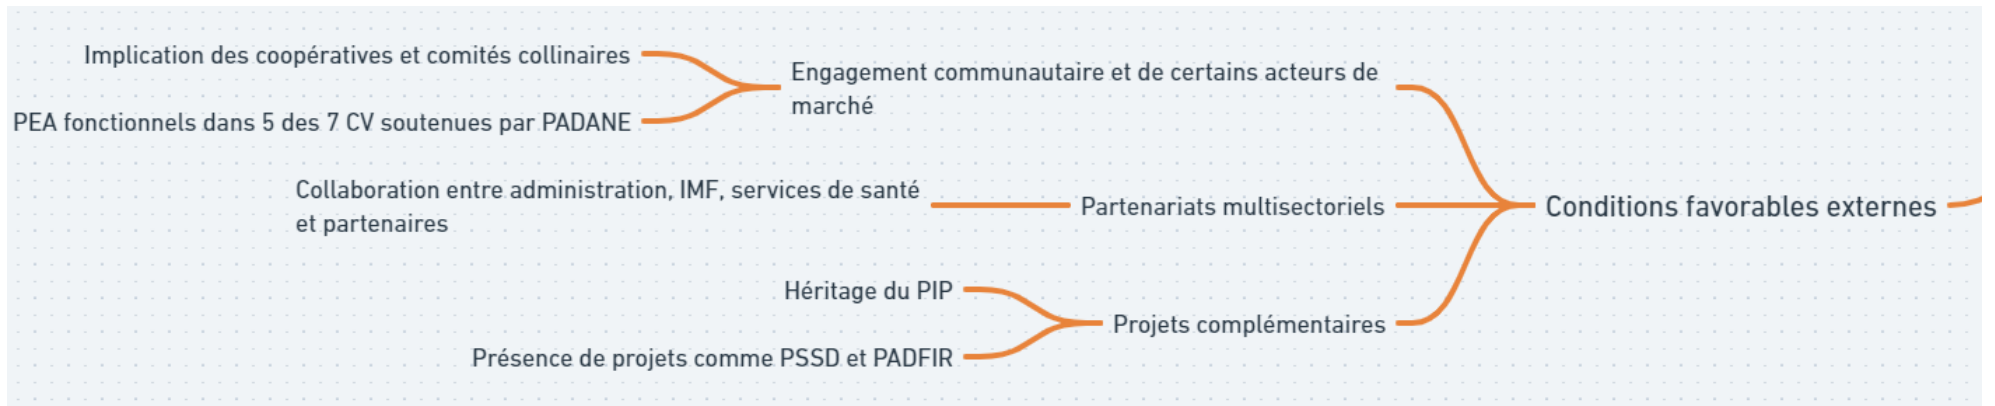 Implication des coopératives et comités collinaires
PEA fonctionnels dans 5 des 7 CV soutenues par PADANE
Engagement communautaire et de certains acteurs de
marché
Collaboration entre administration, IMF, services de santé
et partenaires
Partenariats multisectoriels
Conditions favorables externes
Héritage du PIP
Présence de projets comme PSSD et PADFIR
Projets complémentaires